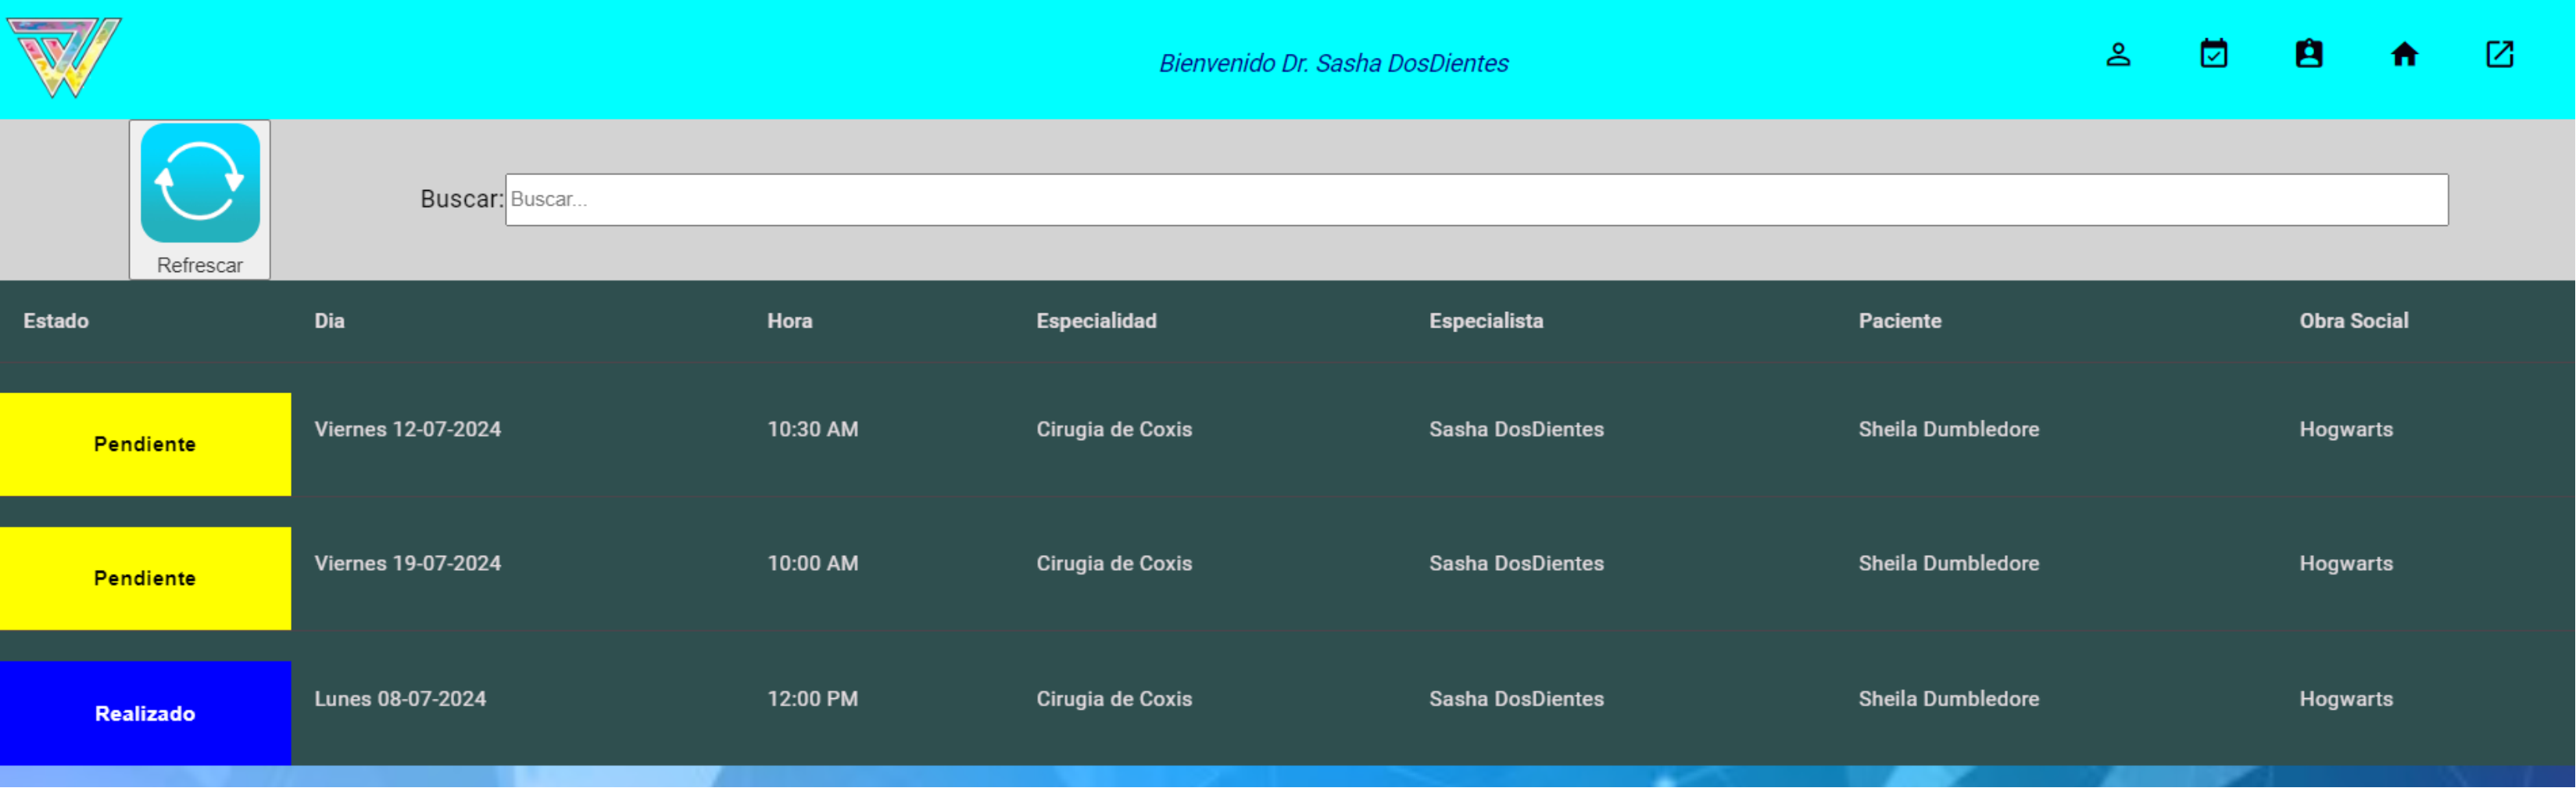 Bienvenido Dr. Sasha DosDientes
Refrescar
Buscar: Buscar...
Estado Dia Hora Especialidad Especialista Paciente Obra Social
Pendiente Viernes 12-07-2024 10:30 AM Cirugia de Coxis Sasha DosDientes Sheila Dumbledore Hogwarts
Pendiente Viernes 19-07-2024 10:00 AM Cirugia de Coxis Sasha DosDientes Sheila Dumbledore Hogwarts
Realizado Lunes 08-07-2024 12:00 PM Cirugia de Coxis Sasha DosDientes Sheila Dumbledore Hogwarts